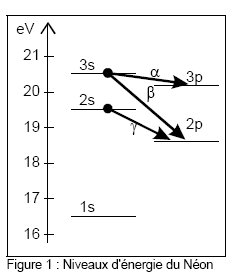 eV
21
3s
α
3p
20
β
2s
19
γ
2p
18
17
1s
16
Figure 1 : Niveaux d'énergie du Néon